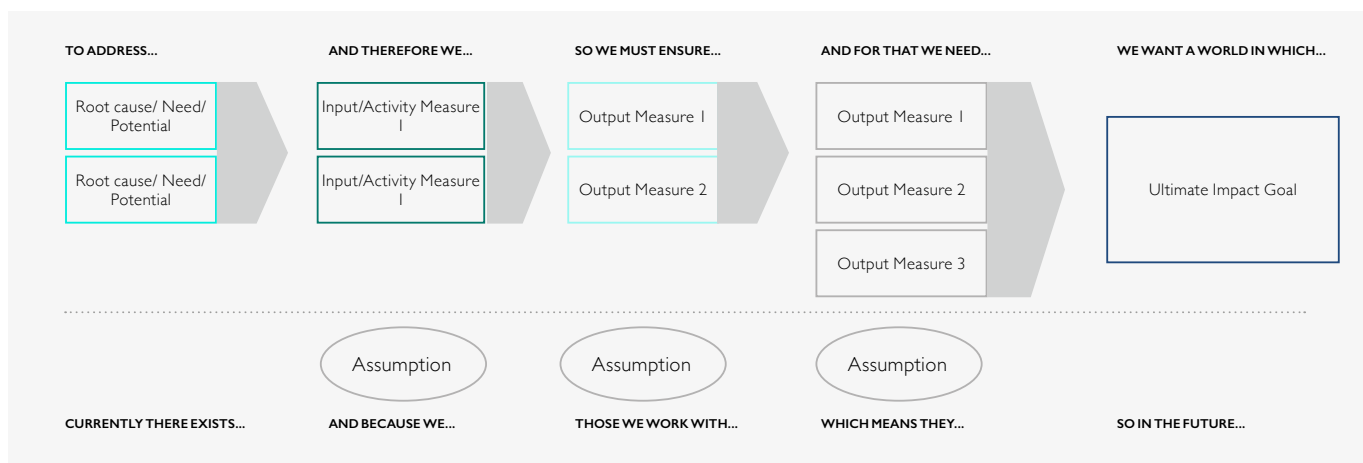 TO ADDRESS...
AND THEREFORE WE...
SO WE MUST ENSURE...
AND FOR THAT WE NEED...
WE WANT A WORLD IN WHICH...
Root cause/ Need/
Potential
Root cause/ Need/
Potential
Input/Activity Measure
1
Input/Activity Measure
1
Output Measure 1
Output Measure 2
Output Measure 1
Output Measure 2
Output Measure 3
Ultimate Impact Goal
Assumption
Assumption
Assumption
CURRENTLY THERE EXISTS...
AND BECAUSE WE...
THOSE WE WORK WITH...
WHICH MEANS THEY...
SO IN THE FUTURE...